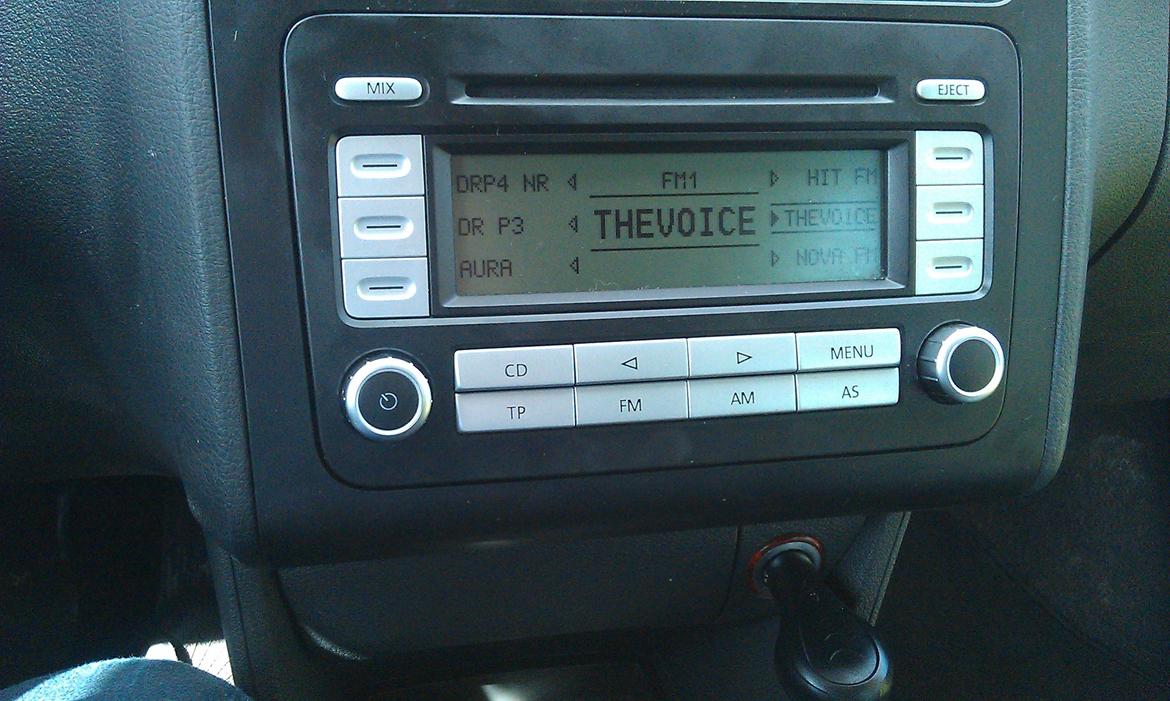 MIX
EJECT
DRP4 NR FM1 HIT FM
DR P3 THEVOICE THEVOICE
AURA NOVA FM
CD MENU
TP FM AM AS